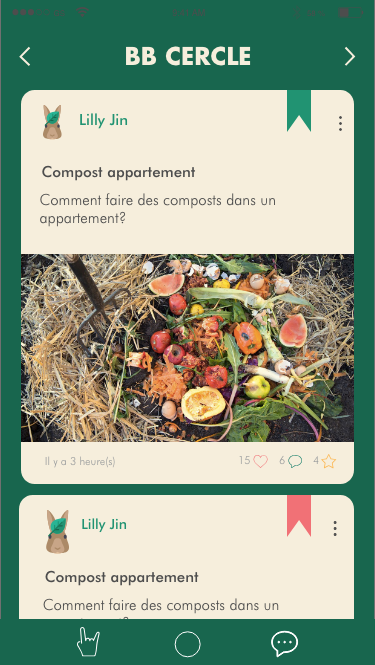 BB CERCLE
Lilly Jin
Compost appartement
Comment faire des composts dans un
appartement?
Il y a 3 heure(s)
15
6
4
Lilly Jin
Compost appartement
Comment faire des composts dans un